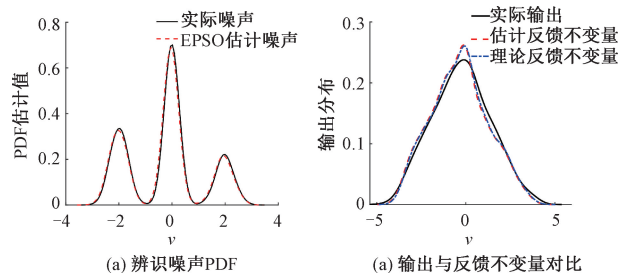 实际噪声
EPSO估计噪声
PDF估计值
0.8
0.6
0.4
0.2
0
−4
−2
0
2
4
v
(a) 辨识噪声PDF
实际输出
估计反馈不变量
理论反馈不变量
输出分布
0.3
0.2
0.1
0
−5
0
5
v
(a) 输出与反馈不变量对比